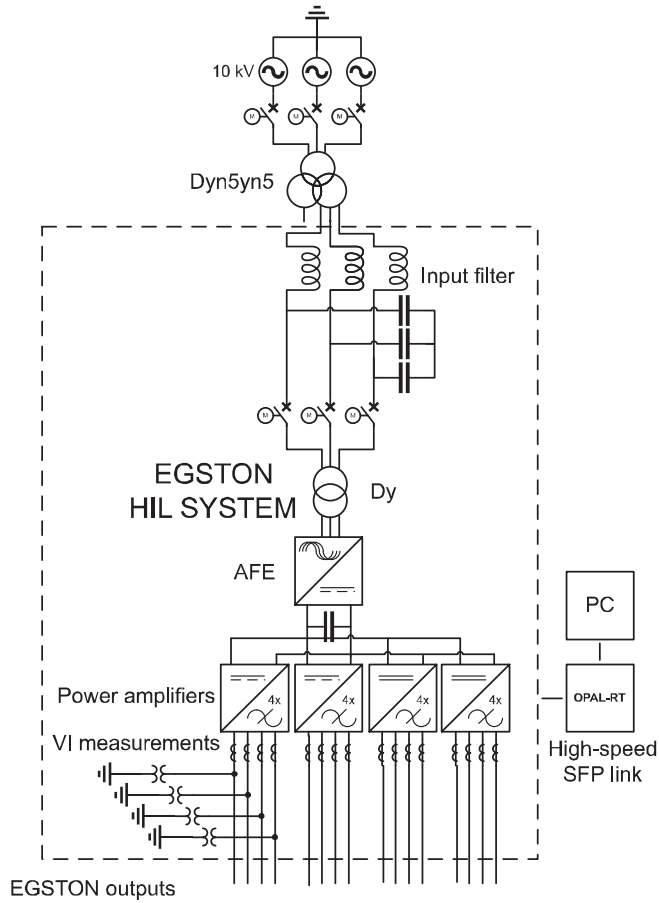 10 kV
M
M
M
Dyn5yn5
Input filter
M
M
M
EGSTON
HIL SYSTEM
Dy
AFE
PC
Power amplifiers
4x
4x
4x
4x
OPAL-RT
VI measurements
High-speed
SFP link
EGSTON outputs